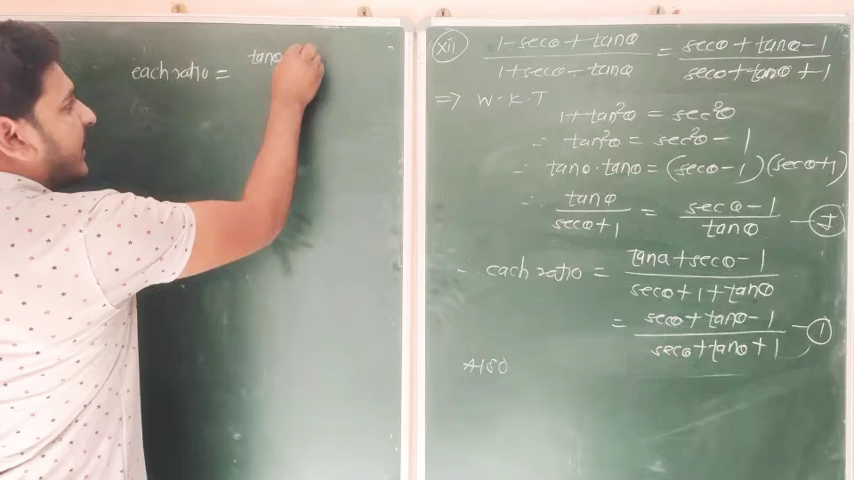 each ratio = tanθ
(XII) (1-secθ+tanθ)/(1+secθ-tanθ) = (secθ+tanθ-1)/(secθ+tanθ+1)
=> W.K.T
1+tan²θ = sec²θ
∴ tan²θ = sec²θ-1
∴ tanθ.tanθ = (secθ-1)(secθ+1)
∴ tanθ/(secθ+1) = (secθ-1)/tanθ —(I)
∴ each ratio = (tanθ+secθ-1)/(secθ+1+tanθ)
= (secθ+tanθ-1)/(secθ+tanθ+1) —(1)
Also